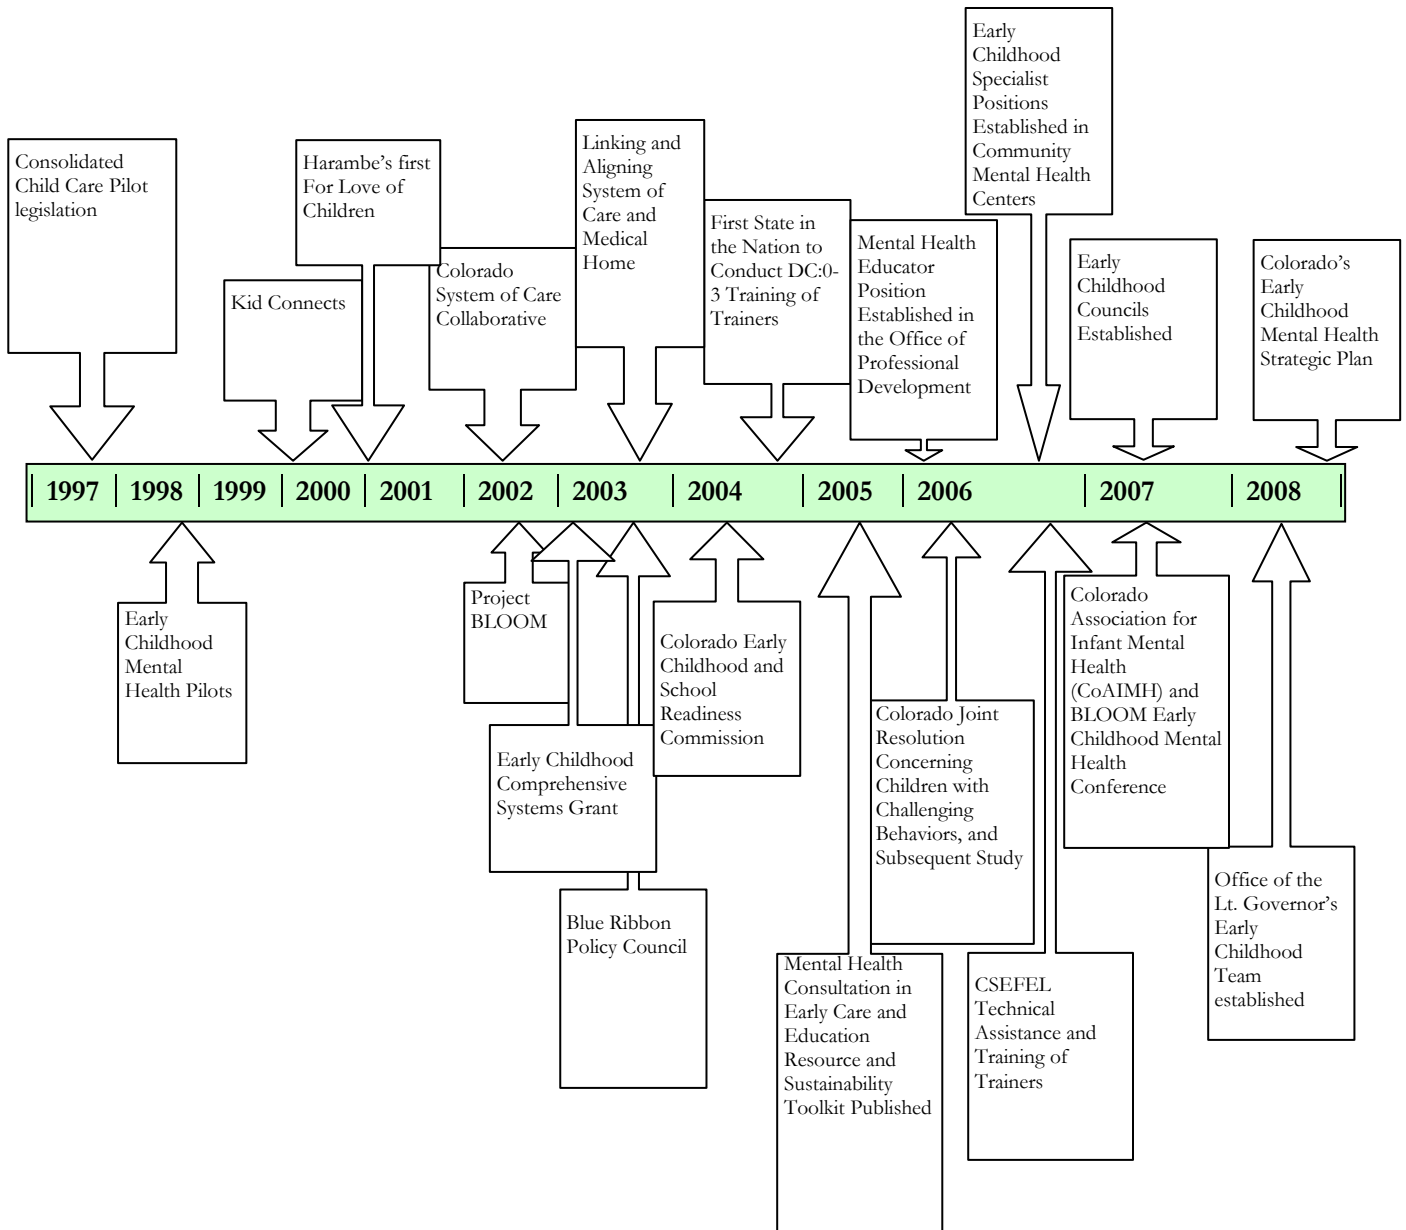 Early
Childhood
Specialist
Positions
Established in
Community
Mental Health
Centers
Consolidated
Child Care Pilot
legislation
Harambe’s first
For Love of
Children
Linking and
Aligning
System of
Care and
Medical
Home
Kid Connects
Colorado
System of Care
Collaborative
First State in
the Nation to
Conduct DC:0-
3 Training of
Trainers
Mental Health
Educator
Position
Established in
the Office of
Professional
Development
Early
Childhood
Councils
Established
Colorado’s
Early
Childhood
Mental Health
Strategic Plan
1997 1998 1999 2000 2001 2002 2003 2004 2005 2006 2007 2008
Early
Childhood
Mental
Health Pilots
Project
BLOOM
Early Childhood
Comprehensive
Systems Grant
Blue Ribbon
Policy Council
Colorado Early
Childhood and
School
Readiness
Commission
Mental Health
Consultation in
Early Care and
Education
Resource and
Sustainability
Toolkit Published
Colorado Joint
Resolution
Concerning
Children with
Challenging
Behaviors, and
Subsequent Study
CSEFEL
Technical
Assistance and
Training of
Trainers
Colorado
Association for
Infant Mental
Health
(CoAIMH) and
BLOOM Early
Childhood Mental
Health
Conference
Office of the
Lt. Governor’s
Early
Childhood
Team
established